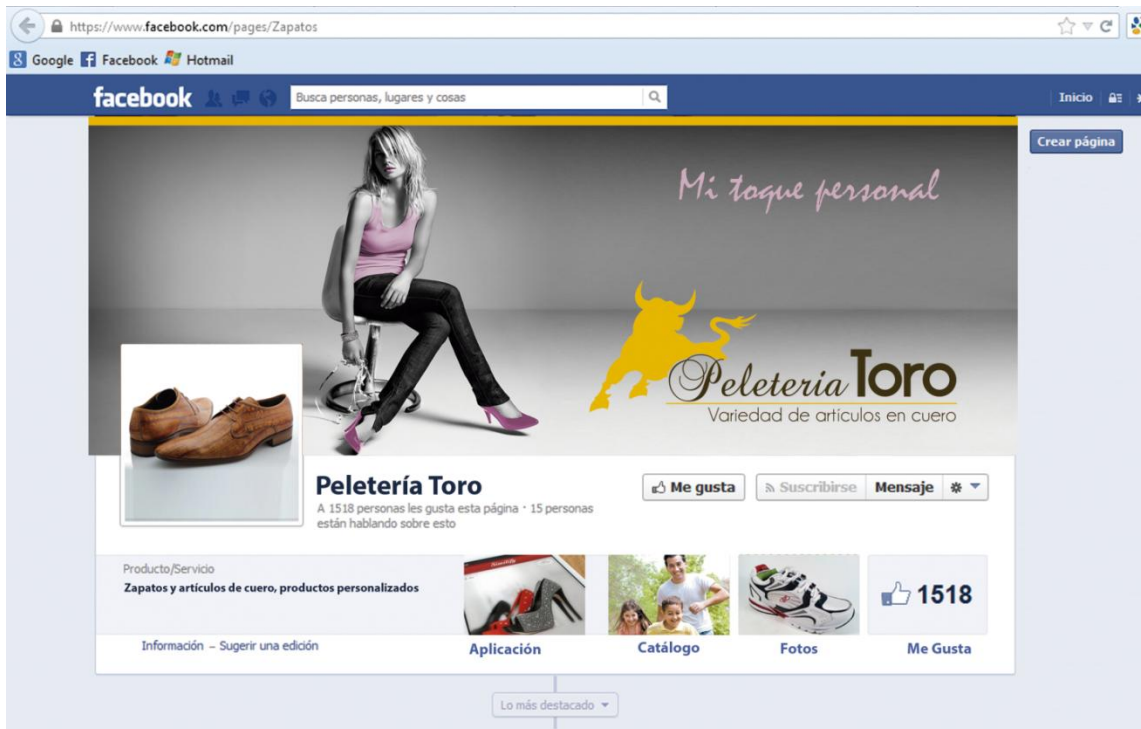 https://www.facebook.com/pages/Zapatos
Google Facebook Hotmail
facebook Busca personas, lugares y cosas Inicio
Crear página
Mi toque personal
Peletería Toro
Variedad de artículos en cuero
Peletería Toro
Me gusta Suscribirse Mensaje
A 1518 personas les gusta esta página · 15 personas
están hablando sobre esto
Producto/Servicio
Zapatos y artículos de cuero, productos personalizados
1518
Información – Sugerir una edición
Aplicación Catálogo Fotos Me Gusta
Lo más destacado